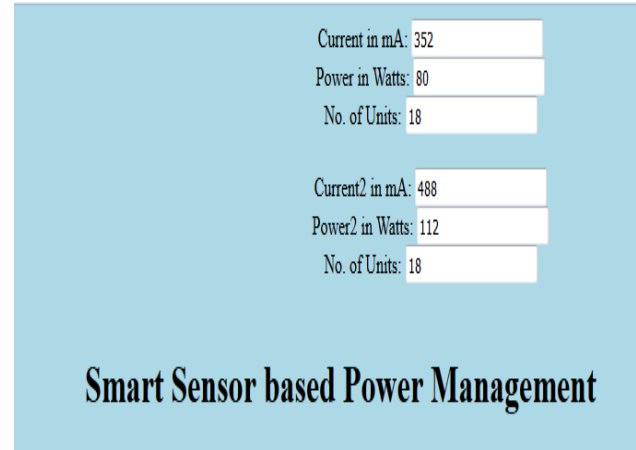 Current in mA: 352
Power in Watts: 80
No. of Units: 18
Current2 in mA: 488
Power2 in Watts: 112
No. of Units: 18
Smart Sensor based Power Management